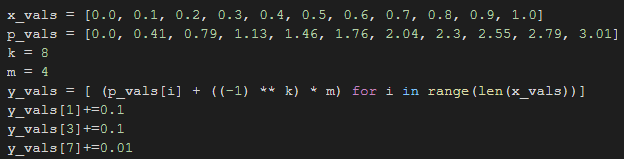 x_vals = [0.0, 0.1, 0.2, 0.3, 0.4, 0.5, 0.6, 0.7, 0.8, 0.9, 1.0]
p_vals = [0.0, 0.41, 0.79, 1.13, 1.46, 1.76, 2.04, 2.3, 2.55, 2.79, 3.01]
k = 8
m = 4
y_vals = [ (p_vals[i] + ((-1) ** k) * m) for i in range(len(x_vals))]
y_vals[1]+=0.1
y_vals[3]+=0.1
y_vals[7]+=0.01